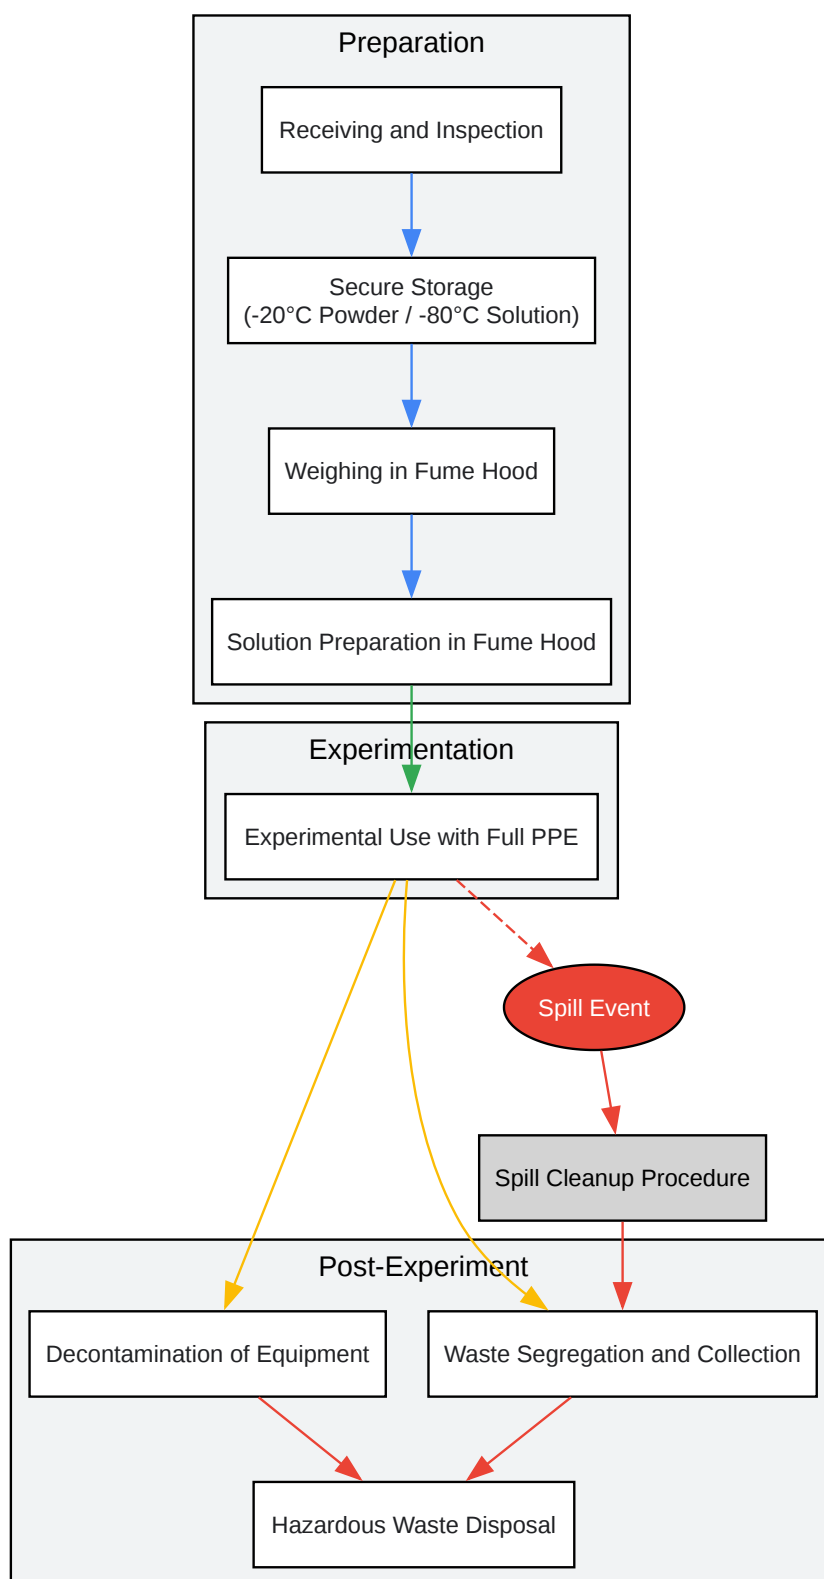 Preparation
Receiving and Inspection
Secure Storage
(-20°C Powder / -80°C Solution)
Weighing in Fume Hood
Solution Preparation in Fume Hood
Experimentation
Experimental Use with Full PPE
Spill Event
Spill Cleanup Procedure
Post-Experiment
Decontamination of Equipment
Waste Segregation and Collection
Hazardous Waste Disposal